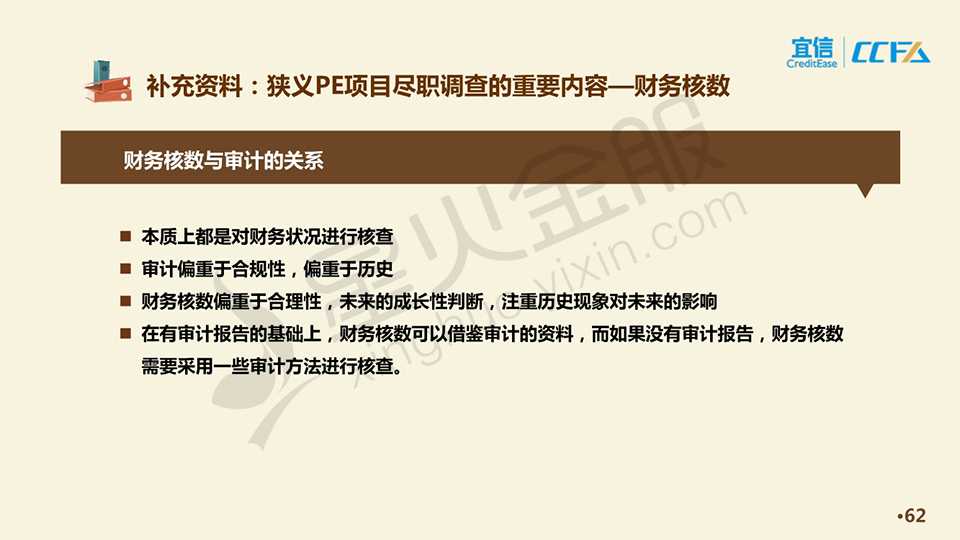 宜信
CreditEase
CCFA
补充资料：狭义PE项目尽职调查的重要内容—财务核数
财务核数与审计的关系
■ 本质上都是对财务状况进行核查
■ 审计偏重于合规性，偏重于历史
■ 财务核数偏重于合理性，未来的成长性判断，注重历史现象对未来的影响
■ 在有审计报告的基础上，财务核数可以借鉴审计的资料，而如果没有审计报告，财务核数
需要采用一些审计方法进行核查。
星火金服
xinghuo.yixin.com
•62